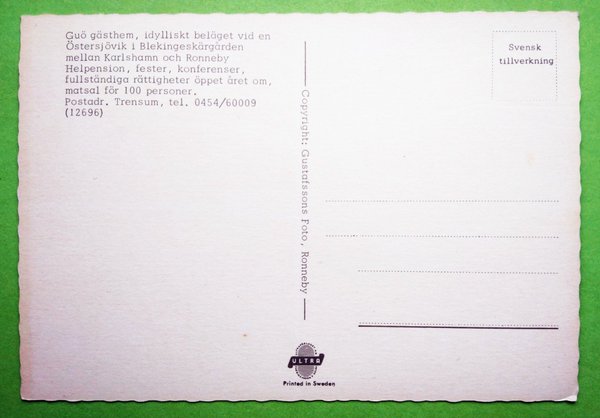 Guö gästhem, idylliskt beläget vid en
Östersjövik i Blekingeskärgården
mellan Karlshamn och Ronneby
Helpension, fester, konferenser,
fullständiga rättigheter öppet året om,
matsal för 100 personer.
Postadr. Trensum, tel. 0454/60009
(12696)
Svensk
tillverkning
Copyright: Gustafssons Foto, Ronneby
ULTRA
Printed in Sweden